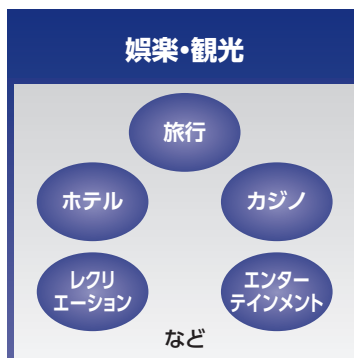 娯楽・観光
旅行
ホテル
カジノ
レクリ
エーション
エンター
テインメント
など